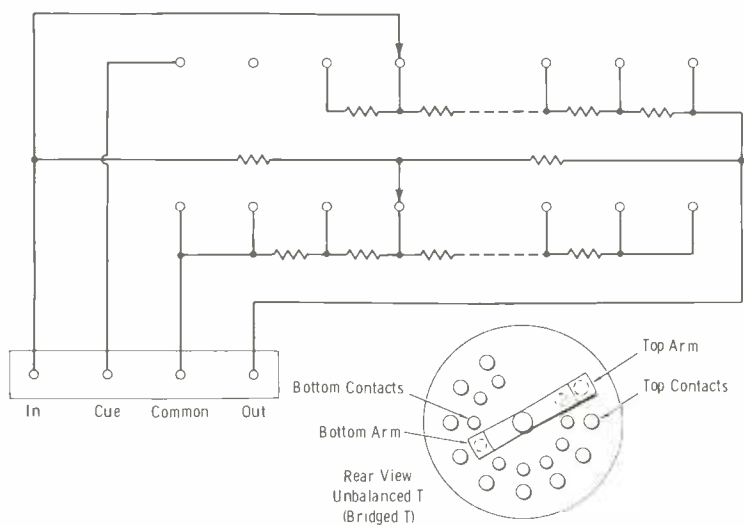 Top Arm
Bottom Contacts
Top Contacts
In Cue Common Out
Bottom Arm
Rear View
Unbalanced T
(Bridged T)